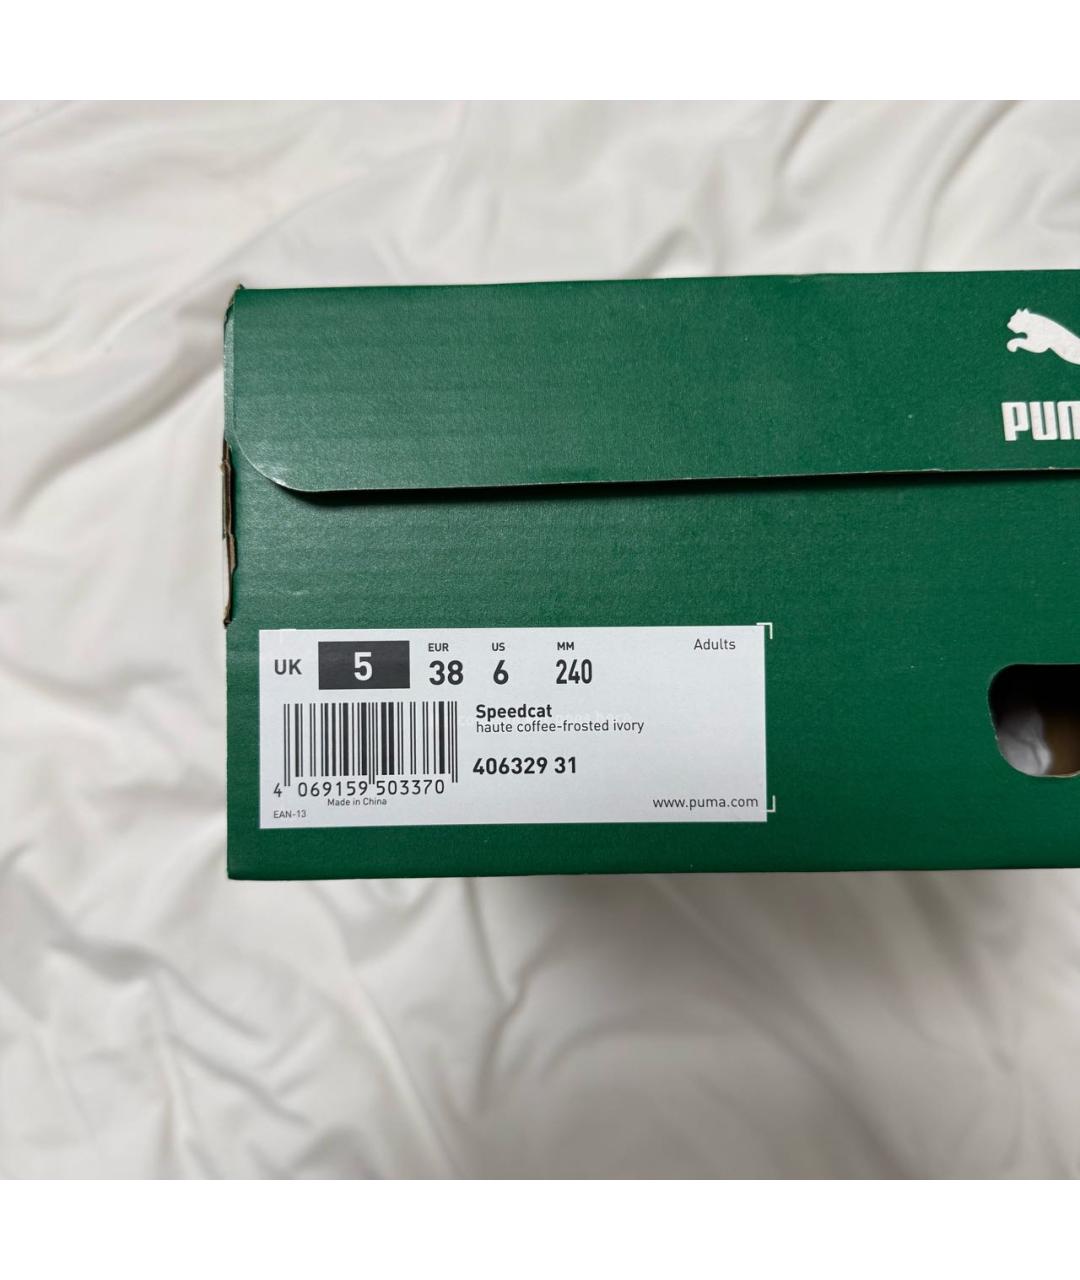 PUM
UK 5 EUR 38 US 6 MM 240 Adults
Speedcat
haute coffee-frosted ivory
406329 31
4 069159 503370
Made in China
EAN-13
www.puma.com